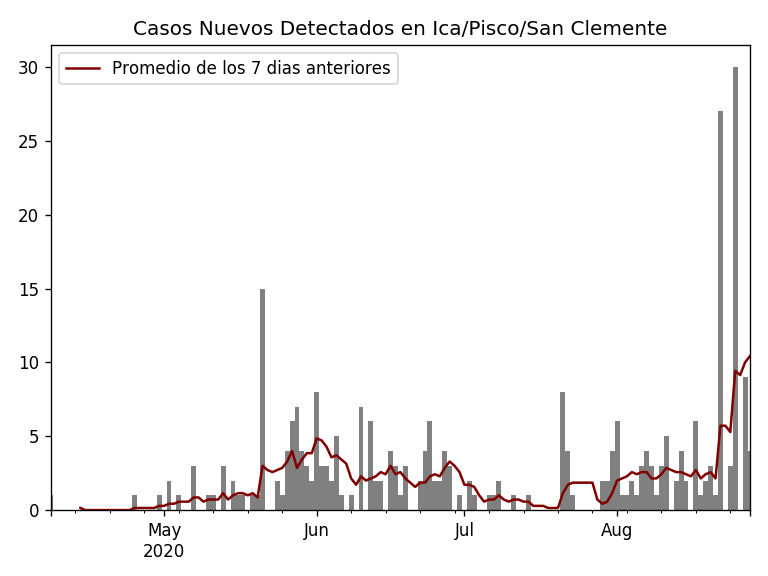 Casos Nuevos Detectados en Ica/Pisco/San Clemente
Promedio de los 7 dias anteriores
30
25
20
15
10
5
0
May Jun Jul Aug
2020